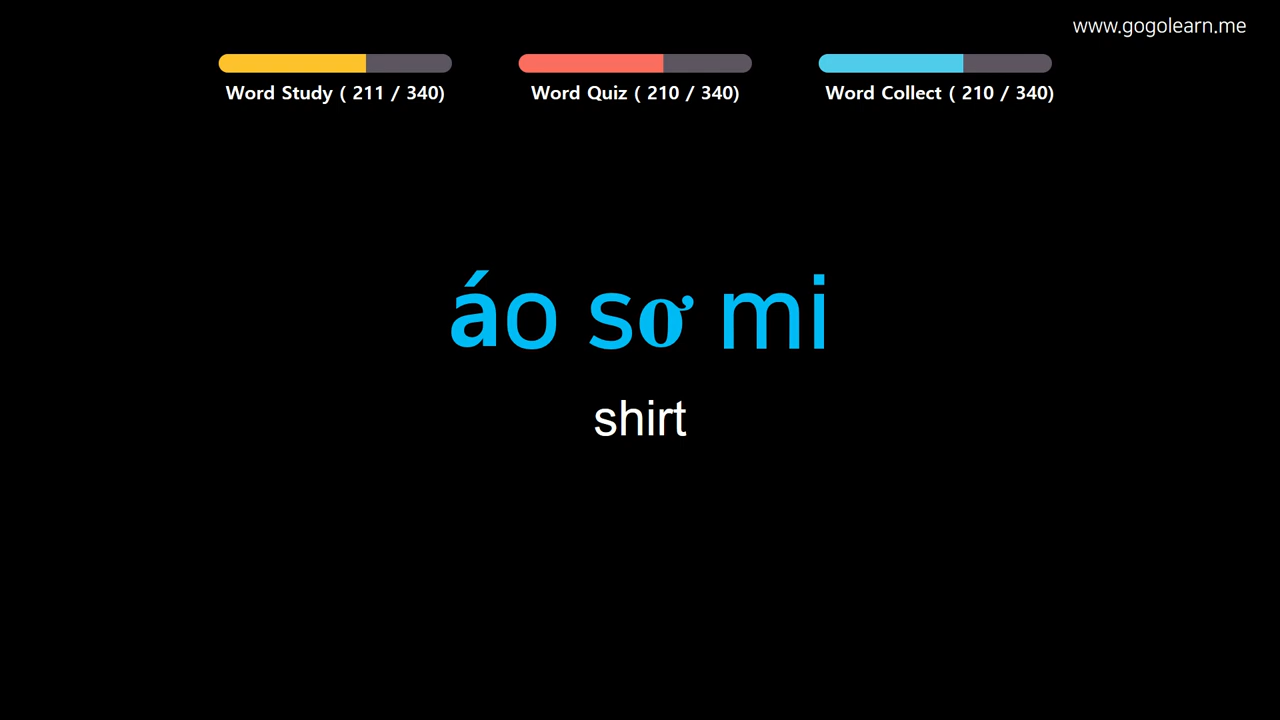 www.gogolearn.me
Word Study ( 211 / 340)
Word Quiz ( 210 / 340)
Word Collect ( 210 / 340)
áo sơ mi
shirt